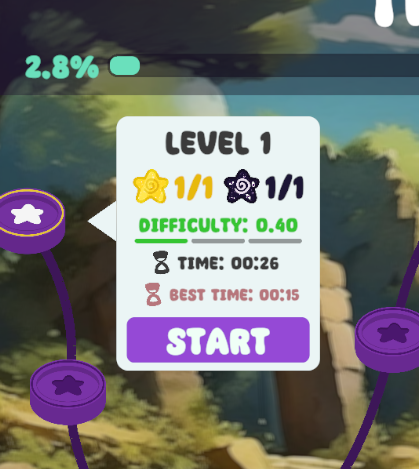 2.8%
LEVEL 1
1/1 1/1
DIFFICULTY: 0.40
TIME: 00:26
BEST TIME: 00:15
START